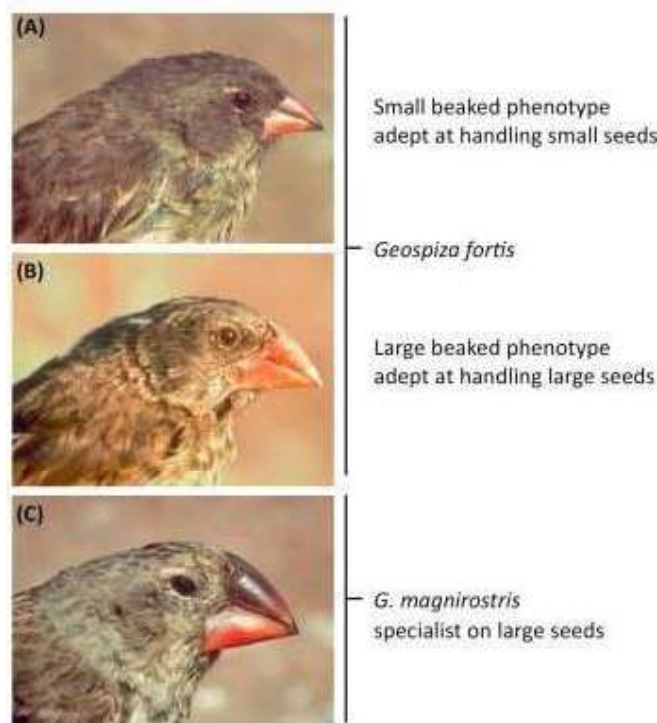 (A)
Small beaked phenotype
adept at handling small seeds
Geospiza fortis
(B)
Large beaked phenotype
adept at handling large seeds
(C)
G. magnirostris
specialist on large seeds